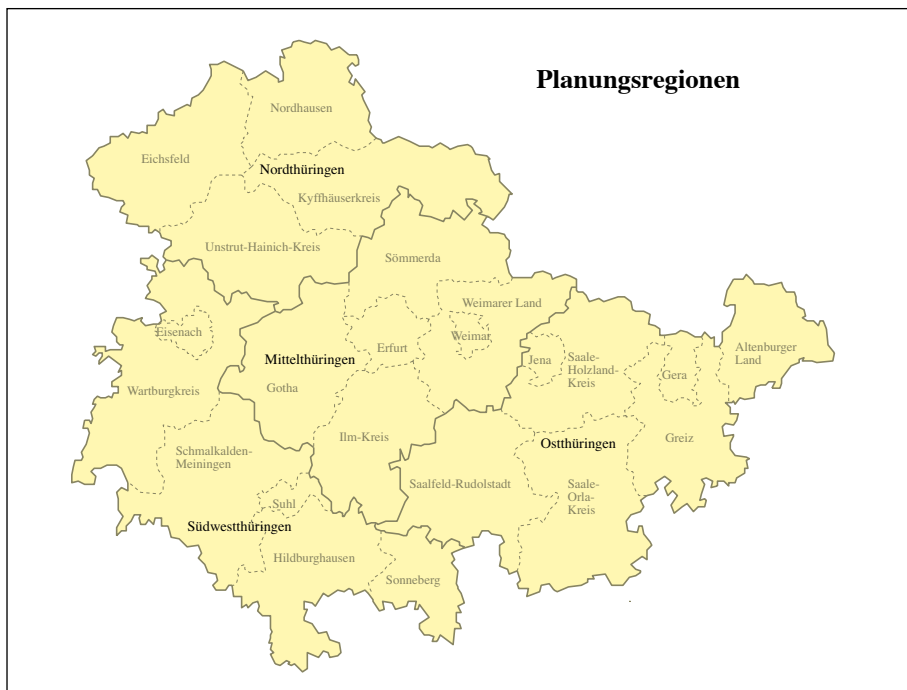 Planungsregionen
Nordhausen
Eichsfeld
Nordthüringen
Kyffhäuserkreis
Unstrut-Hainich-Kreis
Sömmerda
Weimarer Land
Eisenach
Weimar
Erfurt
Mittelthüringen
Jena
Saale-
Holzland-
Kreis
Gera
Altenburger
Land
Wartburgkreis
Gotha
Ilm-Kreis
Ostthüringen
Greiz
Schmalkalden-
Meiningen
Saalfeld-Rudolstadt
Saale-
Orla-
Kreis
Suhl
Südwestthüringen
Hildburghausen
Sonneberg